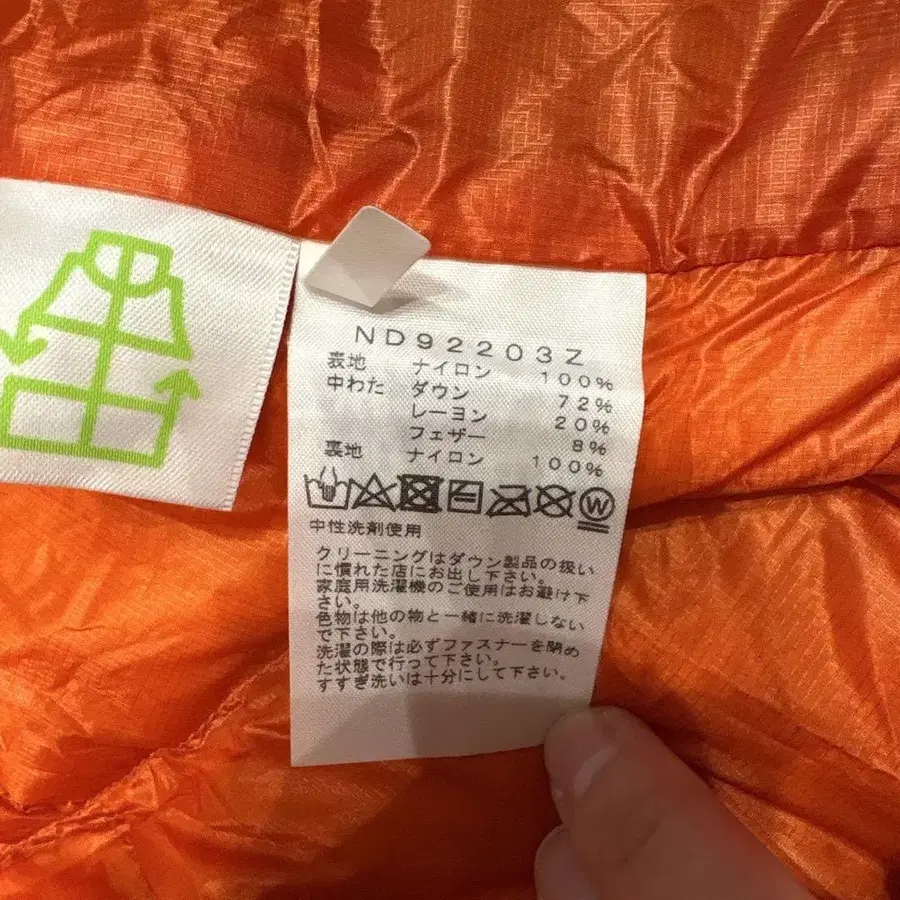 ND92203Z
表地 ナイロン 100%
中わた ダウン 72%
レーヨン 20%
フェザー 8%
裏地 ナイロン 100%
W
中性洗剤使用
クリーニングはダウン製品の扱い
に慣れた店にお出し下さい。
家庭用洗濯機のご使用はお避け下
さい。
色物は他の物と一緒に洗濯しない
で下さい。
洗濯の際は必ずファスナーを閉め
た状態で行って下さい。
すすぎ洗いは十分にして下さい。